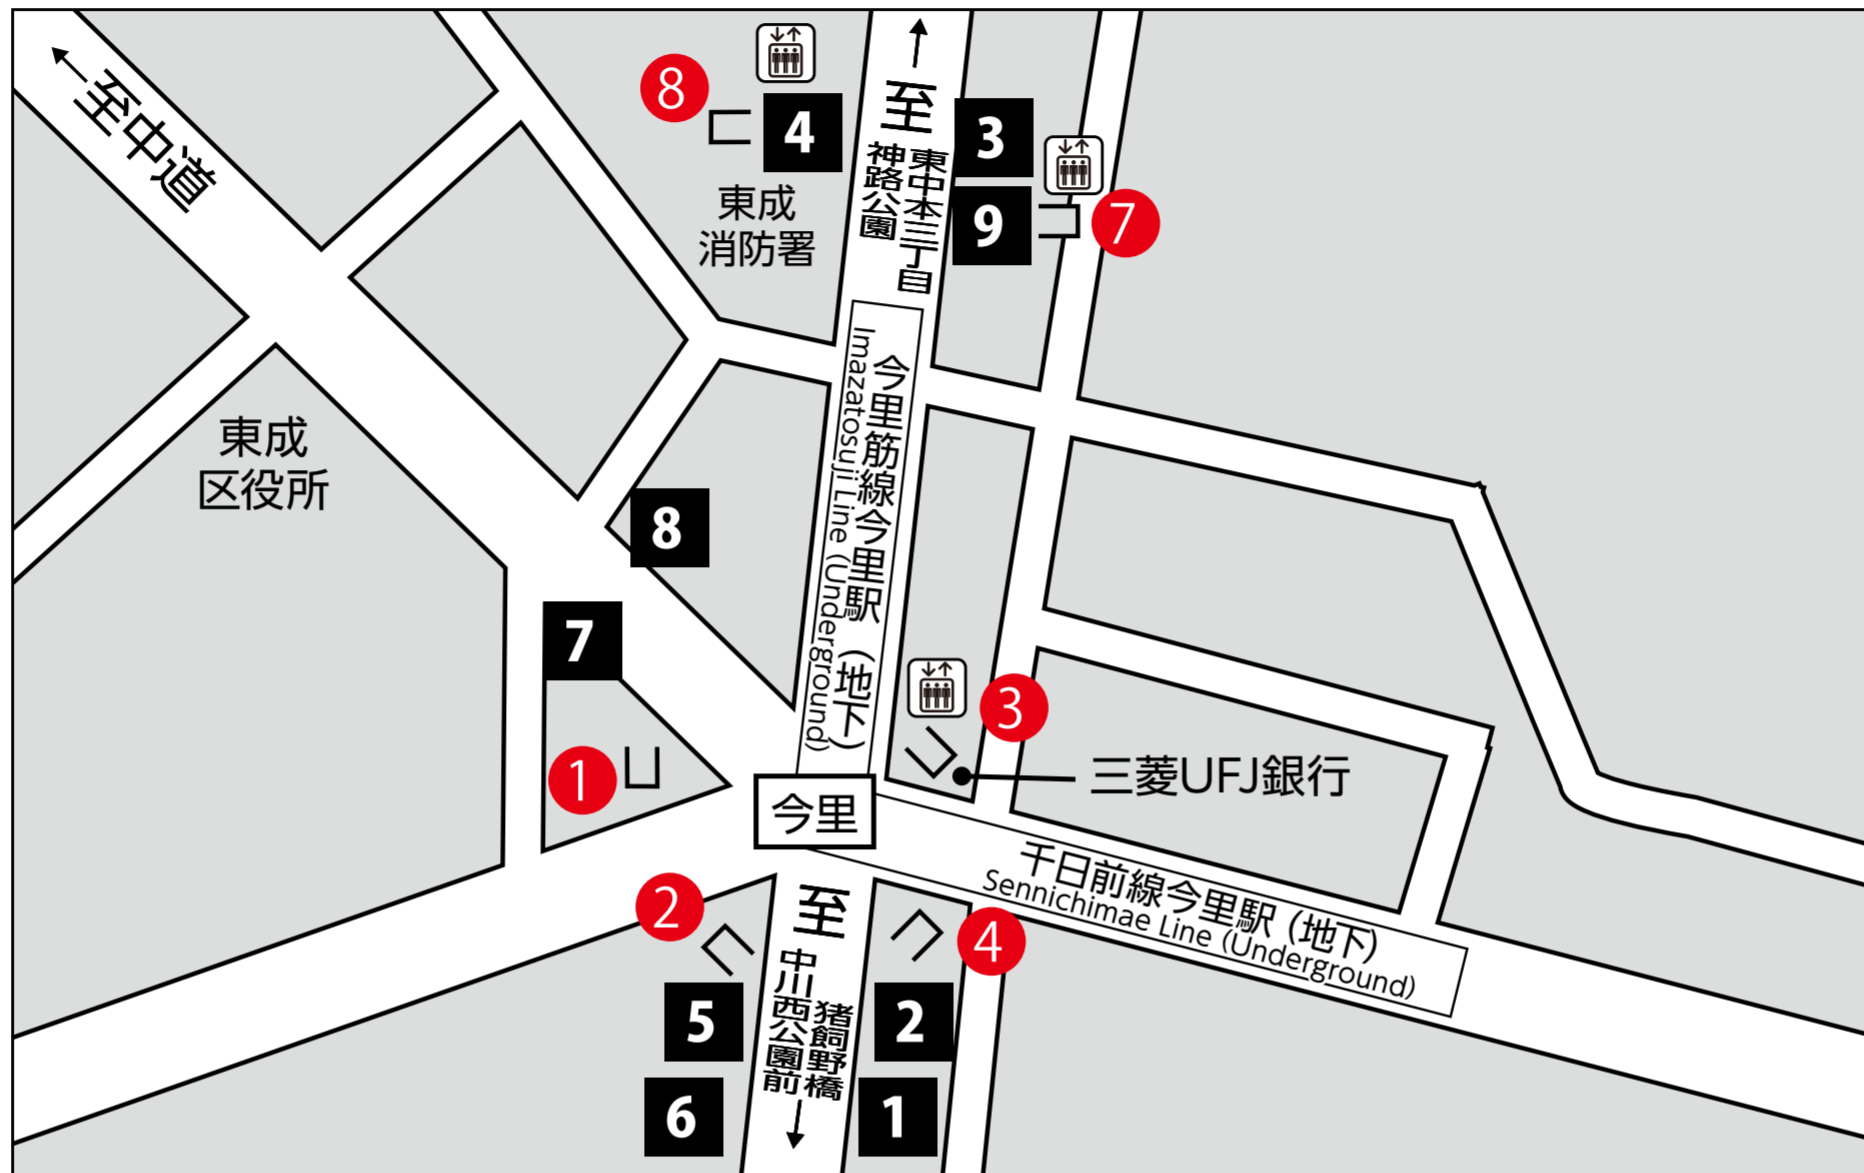 至中道
8
4
至
東中本三丁目
神路公園
3
9
7
東成
消防署
東成
区役所
今里筋線今里駅（地下）
Imazatosuji Line (Underground)
8
7
3
1
三菱UFJ銀行
今里
千日前線今里駅（地下）
Sennichimae Line (Underground)
2
4
至
猪飼野橋
中川西公園前
5
2
6
1